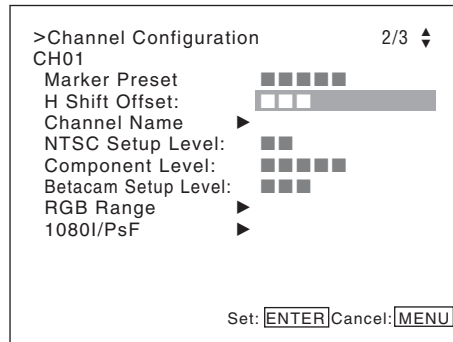 >Channel Configuration 2/3
CH01
Marker Preset ■■■■■
H Shift Offset: ■■■
Channel Name ▶
NTSC Setup Level: ■■
Component Level: ■■■■■
Betacam Setup Level: ■■■
RGB Range ▶
1080I/PsF ▶
Set: ENTER Cancel: MENU